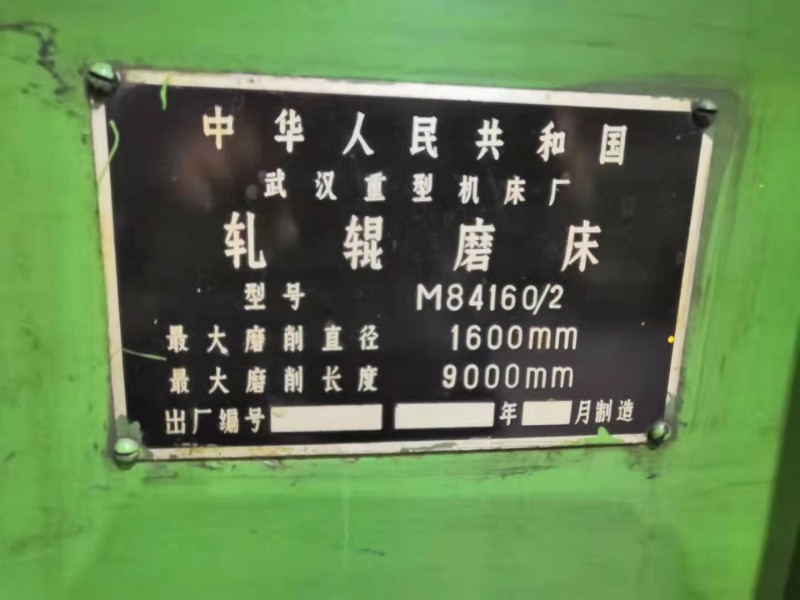 中华人民共和国
武汉重型机床厂
轧辊磨床
型号 M84160/2
最大磨削直径 1600mm
最大磨削长度 9000mm
出厂编号 年 月制造